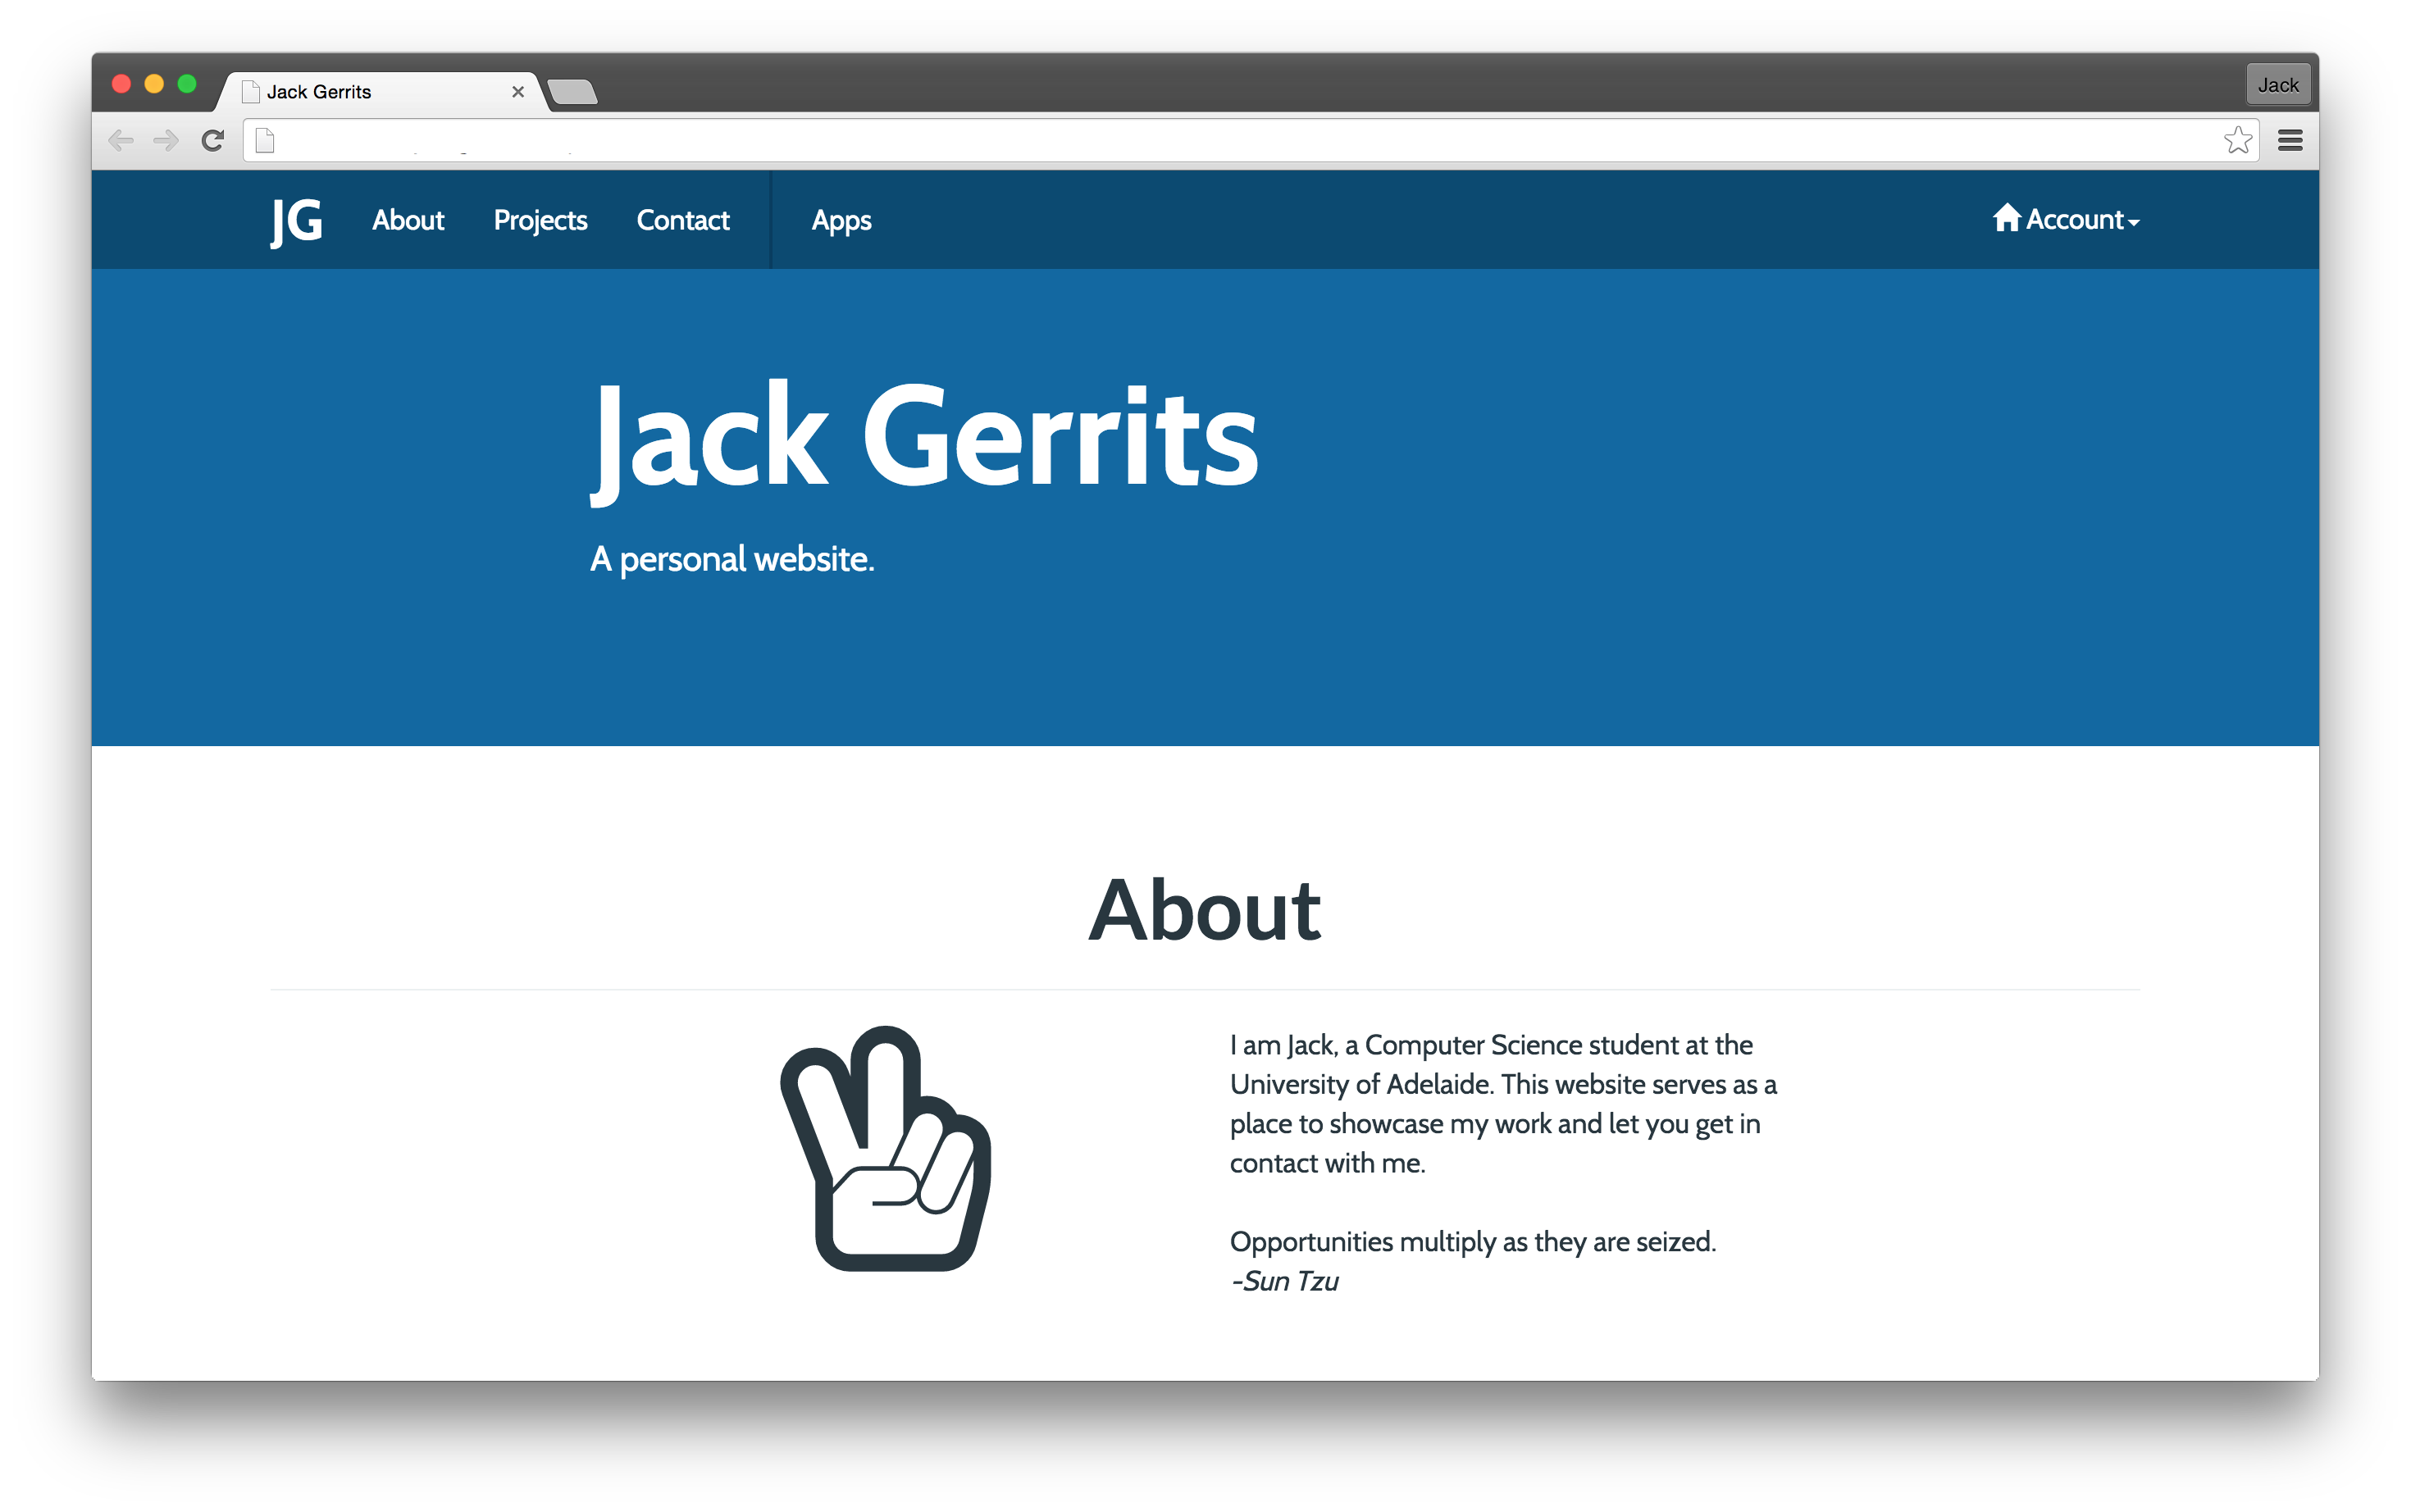 Jack Gerrits
Jack
JG About Projects Contact Apps Account
Jack Gerrits
A personal website.
About
I am Jack, a Computer Science student at the
University of Adelaide. This website serves as a
place to showcase my work and let you get in
contact with me.
Opportunities multiply as they are seized.
-Sun Tzu